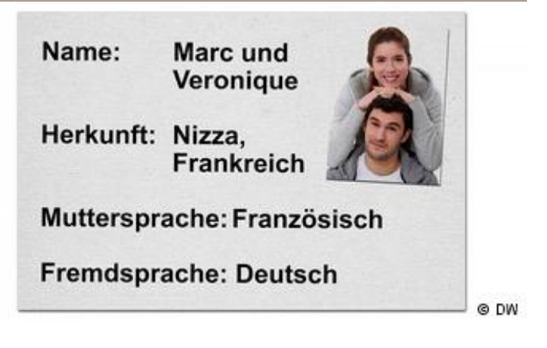 Name: Marc und
Veronique
Herkunft: Nizza,
Frankreich
Muttersprache: Französisch
Fremdsprache: Deutsch
© DW